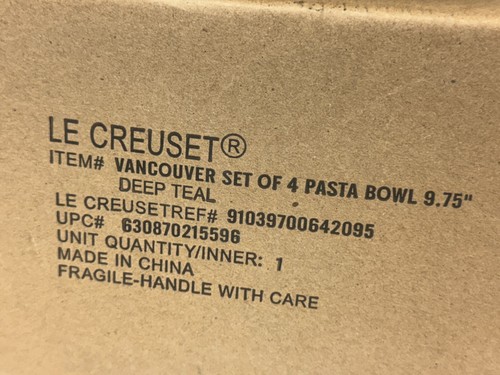 LE CREUSET®
ITEM# VANCOUVER SET OF 4 PASTA BOWL 9.75"
DEEP TEAL
LE CREUSETREF# 91039700642095
UPC# 630870215596
UNIT QUANTITY/INNER: 1
MADE IN CHINA
FRAGILE-HANDLE WITH CARE